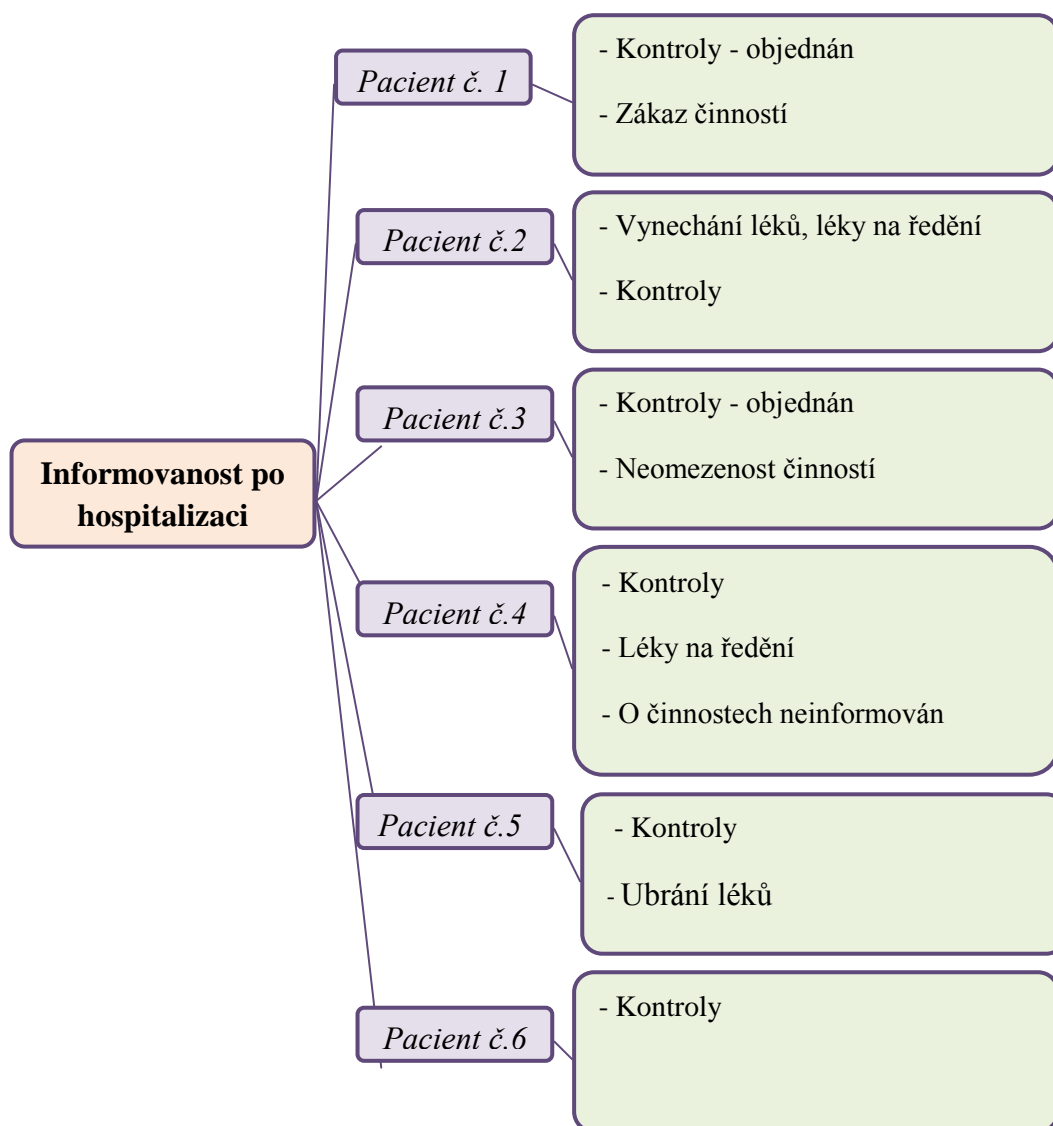 Informovanost po
hospitalizaci
Pacient č. 1
- Kontroly - objednán
- Zákaz činností
Pacient č.2
- Vynechání léků, léky na ředění
- Kontroly
Pacient č.3
- Kontroly - objednán
- Neomezenost činností
Pacient č.4
- Kontroly
- Léky na ředění
- O činnostech neinformován
Pacient č.5
- Kontroly
- Ubrání léků
Pacient č.6
- Kontroly